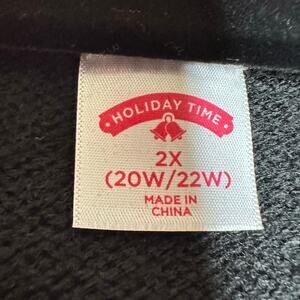 HOLIDAY TIME
2X
(20W/22W)
MADE IN
CHINA